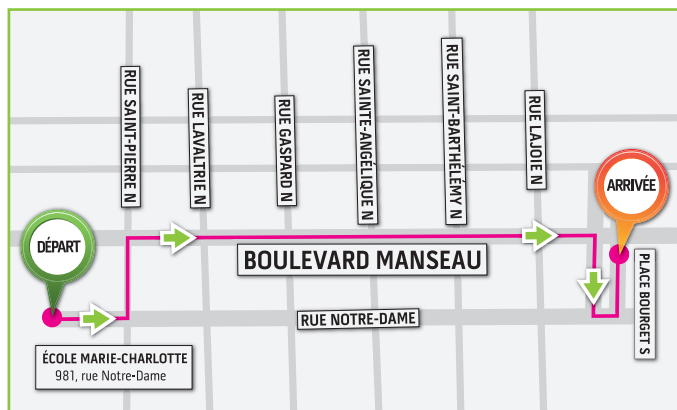 RUE SAINT-PIERRE N
RUE LAVALTRIE N
RUE GASPARD N
RUE SAINTE-ANGÉLIQUE N
RUE SAINT-BARTHÉLÉMY N
RUE LAJOIE N
ARRIVÉE
DÉPART
BOULEVARD MANSEAU
PLACE BOURGET S
RUE NOTRE-DAME
ÉCOLE MARIE-CHARLOTTE
981, rue Notre-Dame